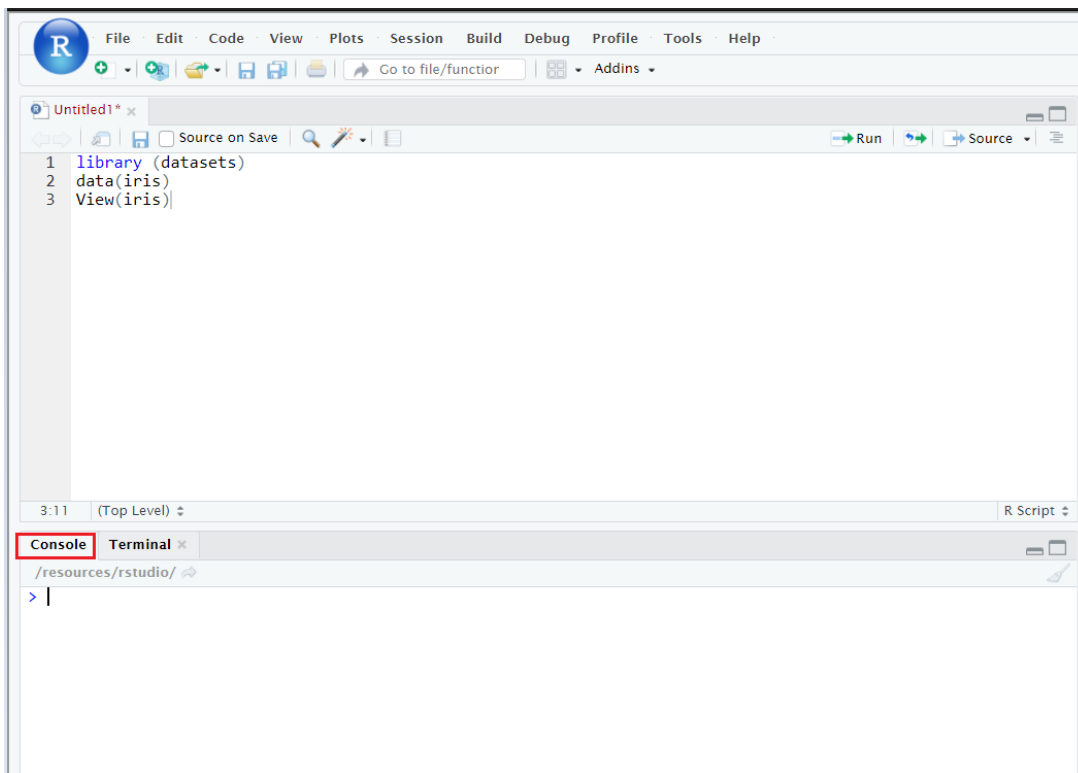 R
File Edit Code View Plots Session Build Debug Profile Tools Help
R Go to file/functior Addins
R Untitled1*
Source on Save Run Source
1 library (datasets)
2 data(iris)
3 View(iris)
3:11 (Top Level) R Script
Console Terminal
/resources/rstudio/
>